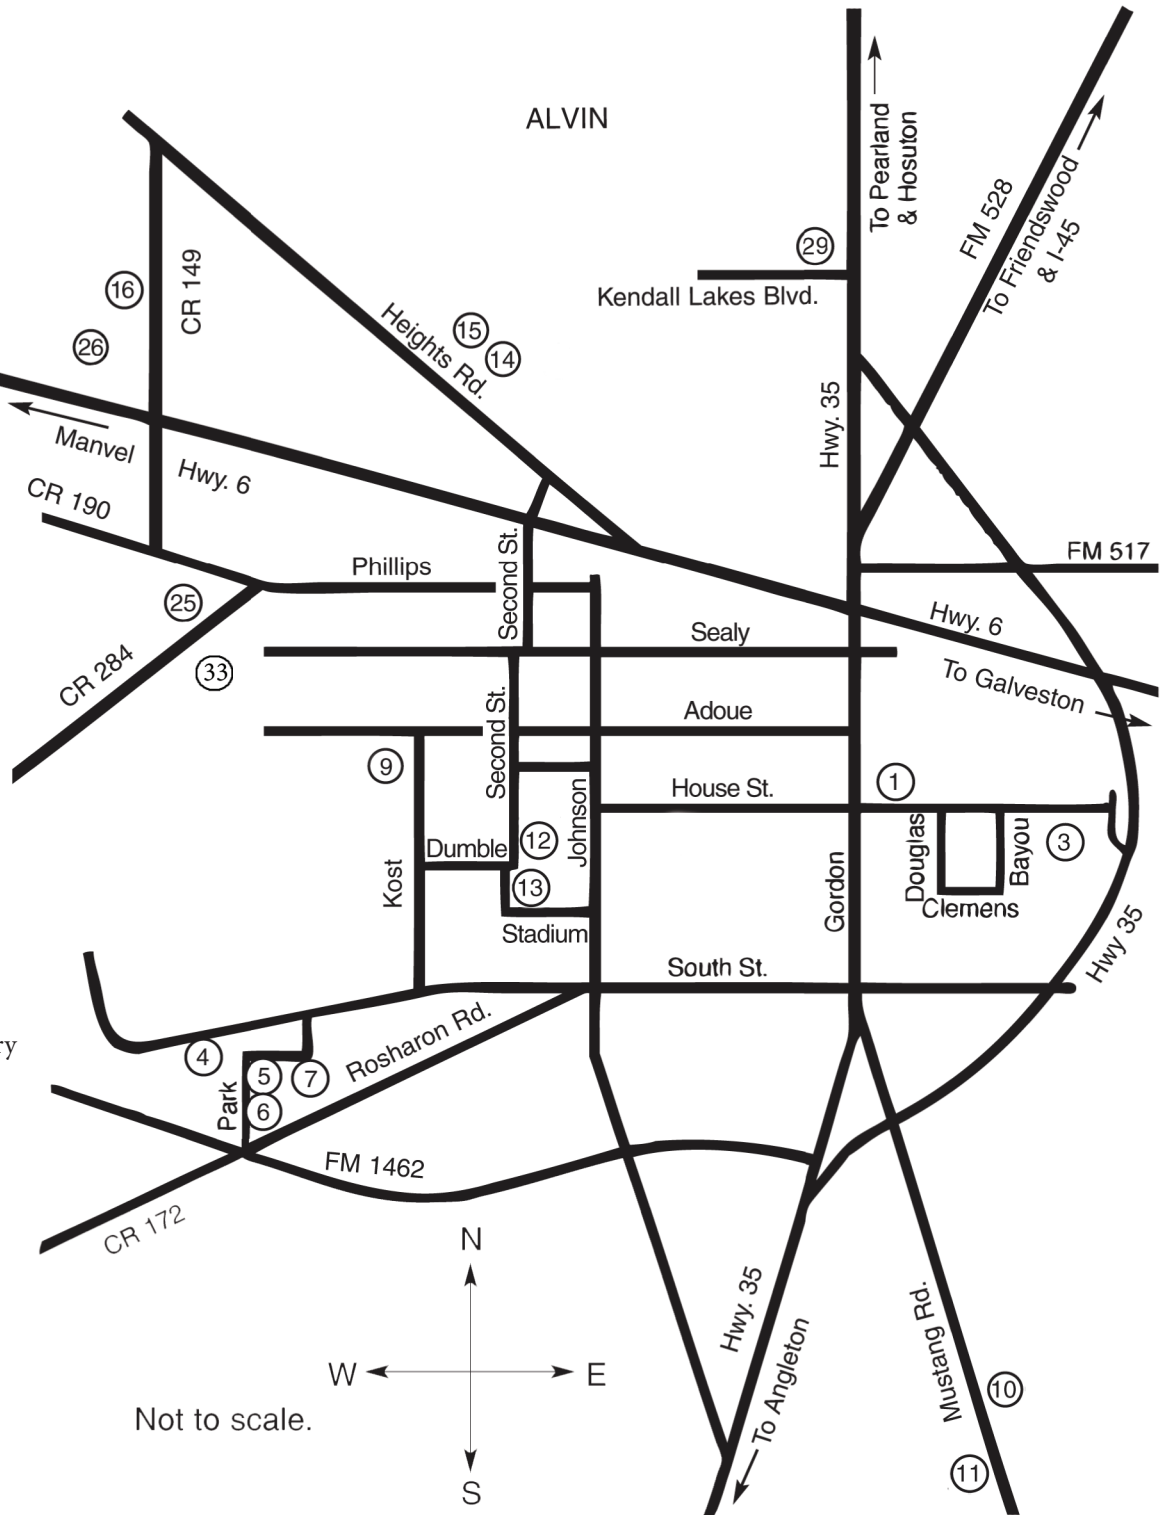 ALVIN
To Pearland
& Hosuton
FM 528
To Friendswood
& I-45
29
Kendall Lakes Blvd.
16
CR 149
26
Heights Rd.
15
14
Hwy. 35
Manvel
Hwy. 6
CR 190
FM 517
Phillips
Second St.
25
Hwy. 6
Sealy
CR 284
33
To Galveston
Adoue
Second St.
9
House St.
1
Johnson
Douglas
Bayou
3
12
Dumble
Kost
13
Gordon
Clemens
Stadium
Hwy 35
South St.
ry
4
5
7
Rosharon Rd.
Park
6
FM 1462
CR 172
N
W
E
S
Hwy. 35
To Angleton
Mustang Rd.
10
11
Not to scale.